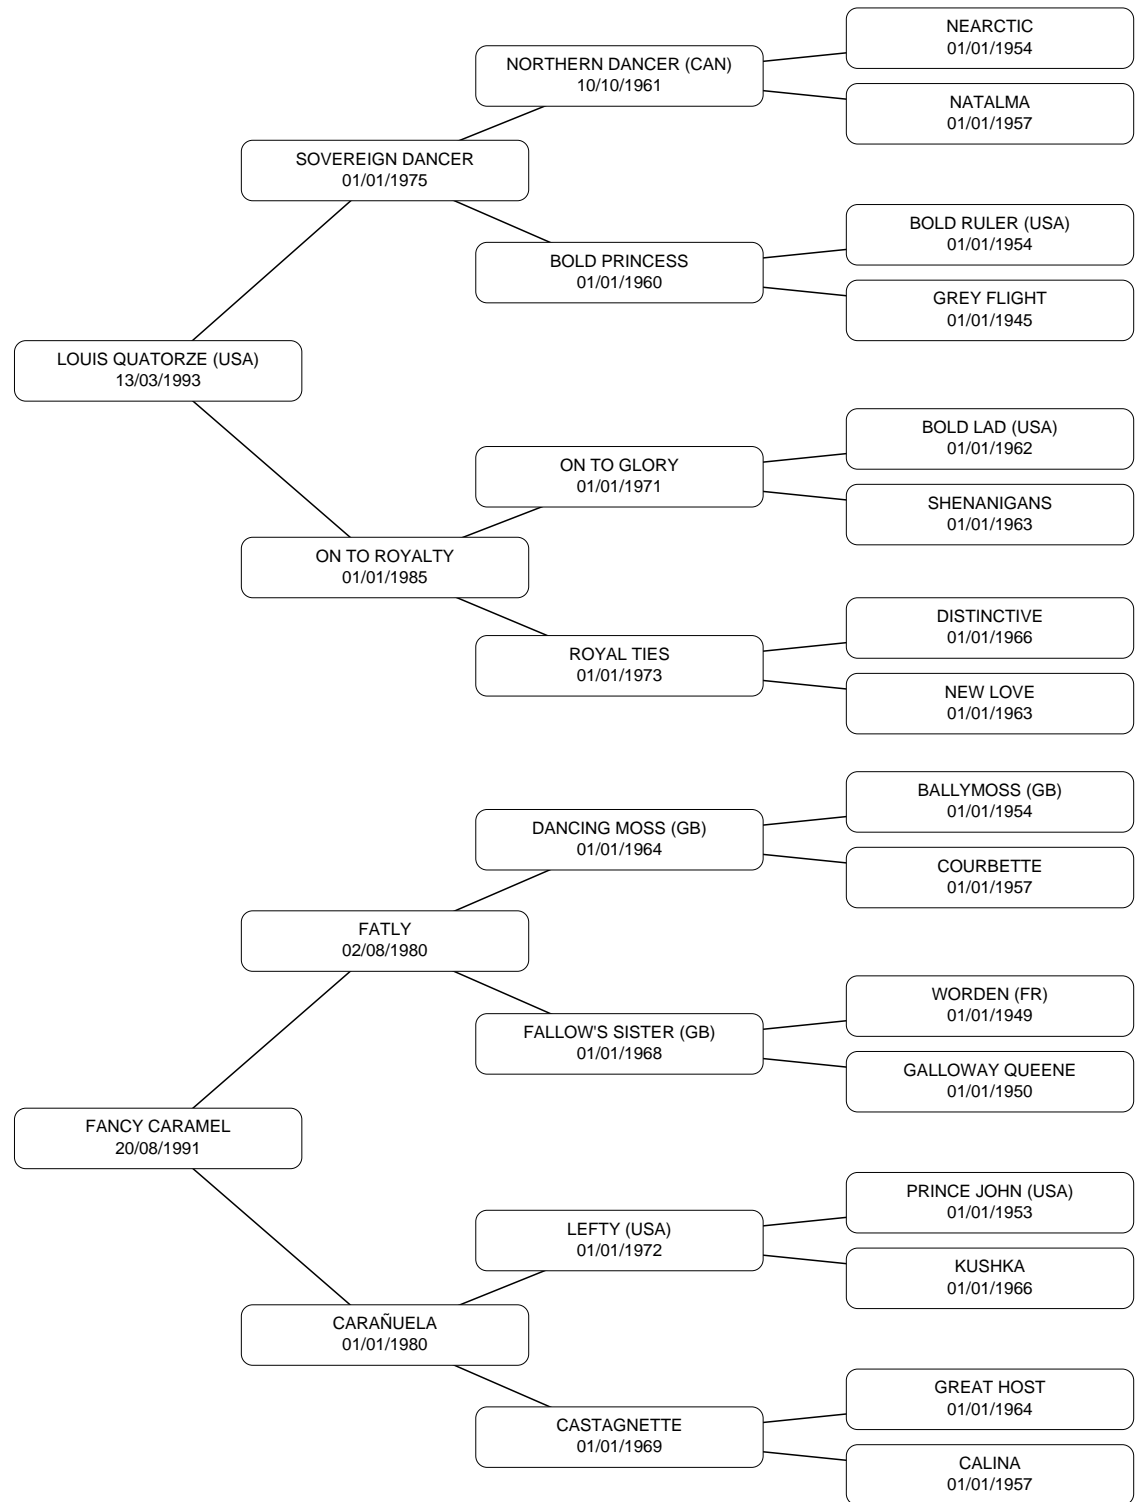 NEARCTIC
01/01/1954
NORTHERN DANCER (CAN)
10/10/1961
NATALMA
01/01/1957
SOVEREIGN DANCER
01/01/1975
BOLD RULER (USA)
01/01/1954
BOLD PRINCESS
01/01/1960
GREY FLIGHT
01/01/1945
LOUIS QUATORZE (USA)
13/03/1993
BOLD LAD (USA)
01/01/1962
ON TO GLORY
01/01/1971
SHENANIGANS
01/01/1963
ON TO ROYALTY
01/01/1985
DISTINCTIVE
01/01/1966
ROYAL TIES
01/01/1973
NEW LOVE
01/01/1963
BALLYMOSS (GB)
01/01/1954
DANCING MOSS (GB)
01/01/1964
COURBETTE
01/01/1957
FATLY
02/08/1980
WORDEN (FR)
01/01/1949
FALLOW'S SISTER (GB)
01/01/1968
GALLOWAY QUEENE
01/01/1950
FANCY CARAMEL
20/08/1991
PRINCE JOHN (USA)
01/01/1953
LEFTY (USA)
01/01/1972
KUSHKA
01/01/1966
CARAÑUELA
01/01/1980
GREAT HOST
01/01/1964
CASTAGNETTE
01/01/1969
CALINA
01/01/1957